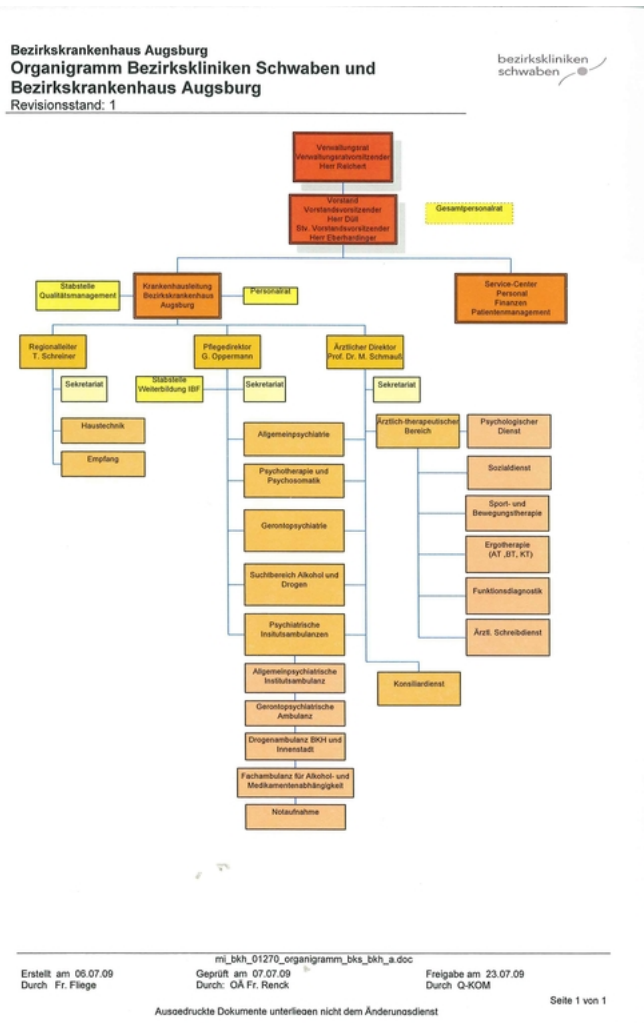 Bezirkskrankenhaus Augsburg
Organigramm Bezirkskliniken Schwaben und
Bezirkskrankenhaus Augsburg
Revisionsstand: 1
bezirkskliniken
schwaben
Verwaltungsrat
Verwaltungsratvorsitzender
Herr Reichert
Vorstand
Vorstandsvorsitzender
Herr Düll
Stv. Vorstandsvorsitzender
Herr Eberhardinger
Gesamtpersonalrat
Stabstelle
Qualitätsmanagement
Krankenhausleitung
Bezirkskrankenhaus
Augsburg
Personalrat
Service-Center
Personal
Finanzen
Patientenmanagement
Regionalleiter
T. Schreiner
Pflegedirektor
G. Oppermann
Ärztlicher Direktor
Prof. Dr. M. Schmauß
Sekretariat
Stabstelle
Weiterbildung IBF
Sekretariat
Sekretariat
Haustechnik
Empfang
Allgemeinpsychiatrie
Psychotherapie und
Psychosomatik
Gerontopsychiatrie
Suchtbereich Alkohol und
Drogen
Psychiatrische
Insitutsambulanzen
Allgemeinpsychiatrische
Institutsambulanz
Gerontopsychiatrische
Ambulanz
Drogenambulanz BKH und
Innenstadt
Fachambulanz für Alkohol- und
Medikamentenabhängigkeit
Notaufnahme
Ärztlich-therapeutischer
Bereich
Psychologischer
Dienst
Sozialdienst
Sport- und
Bewegungstherapie
Ergotherapie
(AT ,BT, KT)
Funktionsdiagnostik
Ärztl. Schreibdienst
Konsiliardienst
mi_bkh_01270_organigramm_bks_bkh_a.doc
Erstellt am 06.07.09
Durch Fr. Fliege
Geprüft am 07.07.09
Durch: OÄ Fr. Renck
Freigabe am 23.07.09
Durch Q-KOM
Seite 1 von 1
Ausgedruckte Dokumente unterliegen nicht dem Änderungsdienst